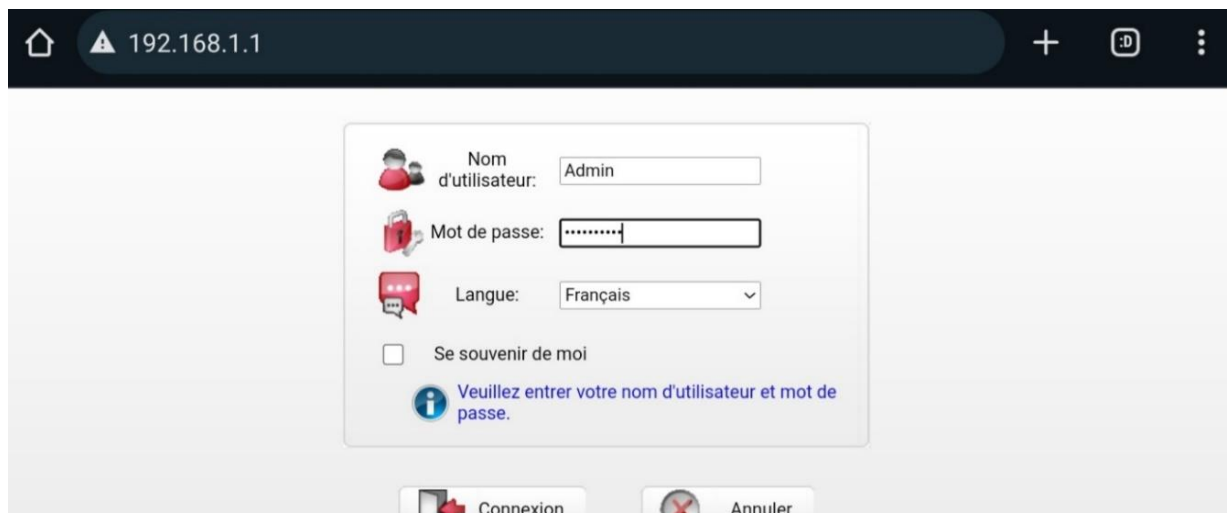 192.168.1.1
:D
Nom
d'utilisateur:
Admin
Mot de passe:
••••••••••
Langue:
Français
Se souvenir de moi
Veuillez entrer votre nom d'utilisateur et mot de
passe.
Connexion
Annuler